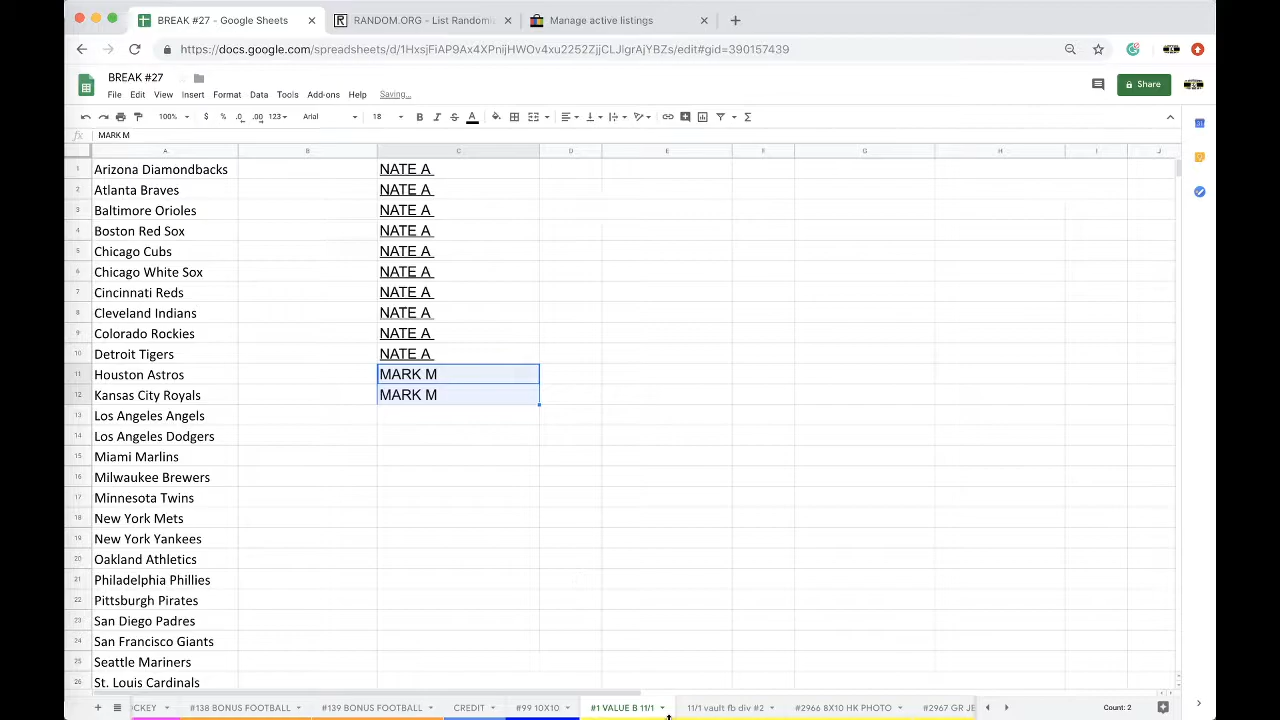 BREAK #27 - Google Sheets
RANDOM.ORG - List Randomi
Manage active listings
https://docs.google.com/spreadsheets/d/1HxsjFiAP9Ax4XPnijHWOv4xu2252ZjjCLJlgrAjYBZs/edit#gid=390157439
BREAK #27
File Edit View Insert Format Data Tools Add-ons Help Saving...
Share
100% $ % .0 .00 123 Arial 18 B I S A
fx MARK M
A B C D E F G H I J
1 Arizona Diamondbacks NATE A
2 Atlanta Braves NATE A
3 Baltimore Orioles NATE A
4 Boston Red Sox NATE A
5 Chicago Cubs NATE A
6 Chicago White Sox NATE A
7 Cincinnati Reds NATE A
8 Cleveland Indians NATE A
9 Colorado Rockies NATE A
10 Detroit Tigers NATE A
11 Houston Astros MARK M
12 Kansas City Royals MARK M
13 Los Angeles Angels
14 Los Angeles Dodgers
15 Miami Marlins
16 Milwaukee Brewers
17 Minnesota Twins
18 New York Mets
19 New York Yankees
20 Oakland Athletics
21 Philadelphia Phillies
22 Pittsburgh Pirates
23 San Diego Padres
24 San Francisco Giants
25 Seattle Mariners
26 St. Louis Cardinals
OCKEY #138 BONUS FOOTBALL #139 BONUS FOOTBALL #99 10X10 #1 VALUE B 11/1 11/1 vault fb div #2 #2966 8X10 HK PHOTO #2967 GR JE Count: 2